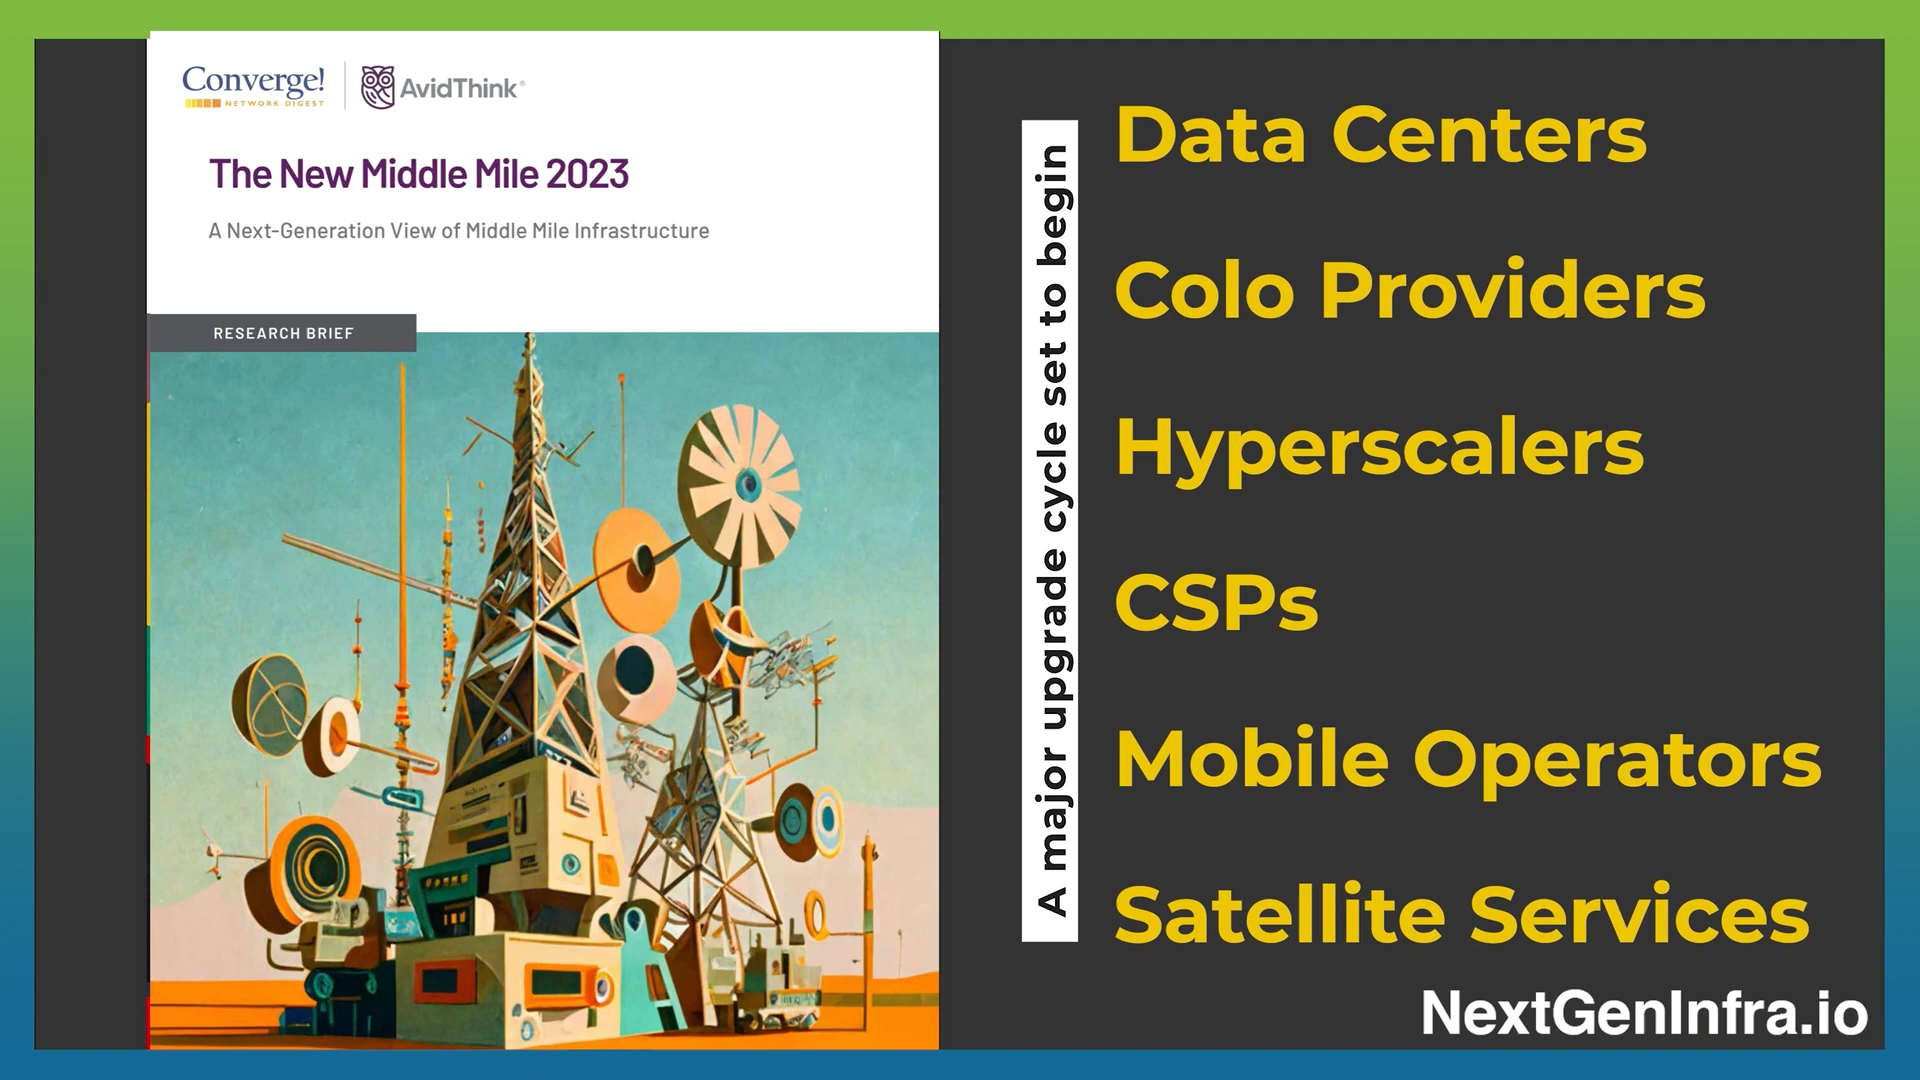 Converge!
NETWORK DIGEST
AvidThink®
The New Middle Mile 2023
A Next-Generation View of Middle Mile Infrastructure
RESEARCH BRIEF
A major upgrade cycle set to begin
Data Centers
Colo Providers
Hyperscalers
CSPs
Mobile Operators
Satellite Services
NextGenInfra.io